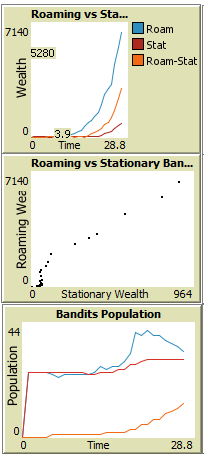 Roaming vs Sta...
7140
5280
Wealth
0
3.9
Time
28.8
Roam
Stat
Roam-Stat
Roaming vs Stationary Ban...
7140
Roaming Wea
0
0
Stationary Wealth
964
Bandits Population
44
Population
0
0
Time
28.8